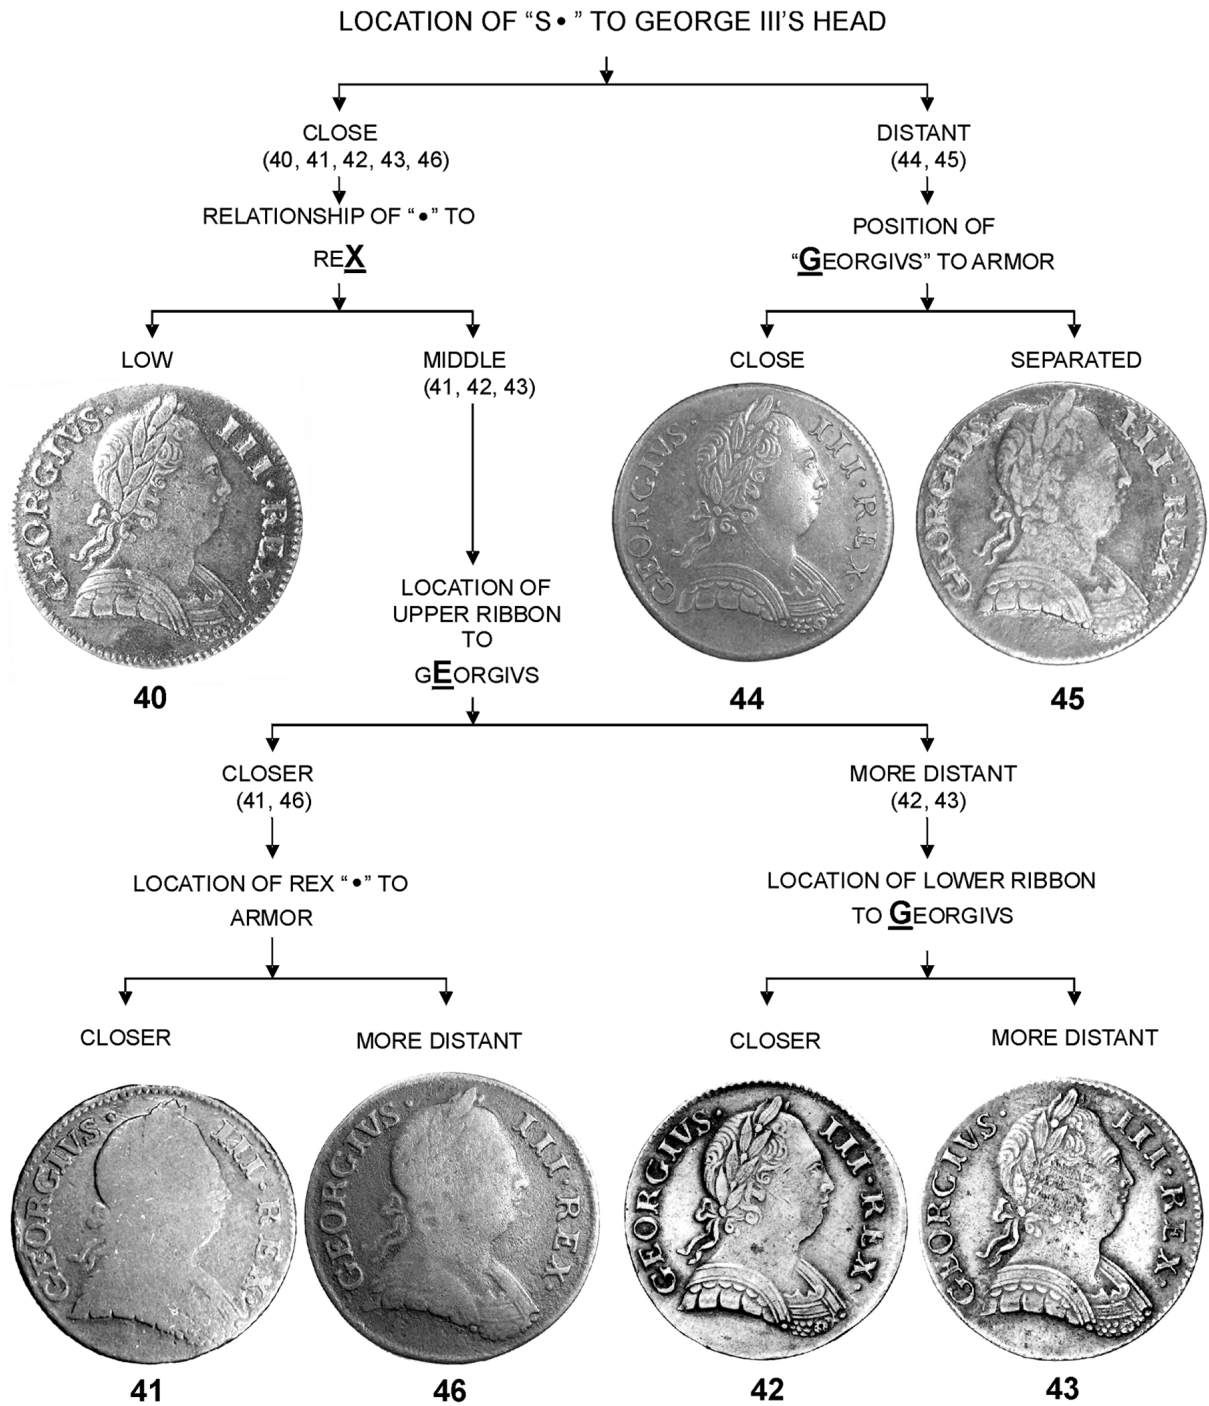 LOCATION OF “S•” TO GEORGE III’S HEAD
CLOSE
(40, 41, 42, 43, 46)
DISTANT
(44, 45)
RELATIONSHIP OF “•” TO
REX
POSITION OF
“GEORGIVS” TO ARMOR
LOW
MIDDLE
(41, 42, 43)
CLOSE
SEPARATED
GEORGIVS· III·REX·
GEORGIVS· III·REX·
GEORGIVS· III·REX·
40
44
45
LOCATION OF
UPPER RIBBON
TO
GEORGIVS
CLOSER
(41, 46)
MORE DISTANT
(42, 43)
LOCATION OF REX “•” TO
ARMOR
LOCATION OF LOWER RIBBON
TO GEORGIVS
CLOSER
MORE DISTANT
CLOSER
MORE DISTANT
GEORGIVS· III·REX·
GEORGIVS· III·REX·
GEORGIVS· III·REX·
GEORGIVS· III·REX·
41
46
42
43